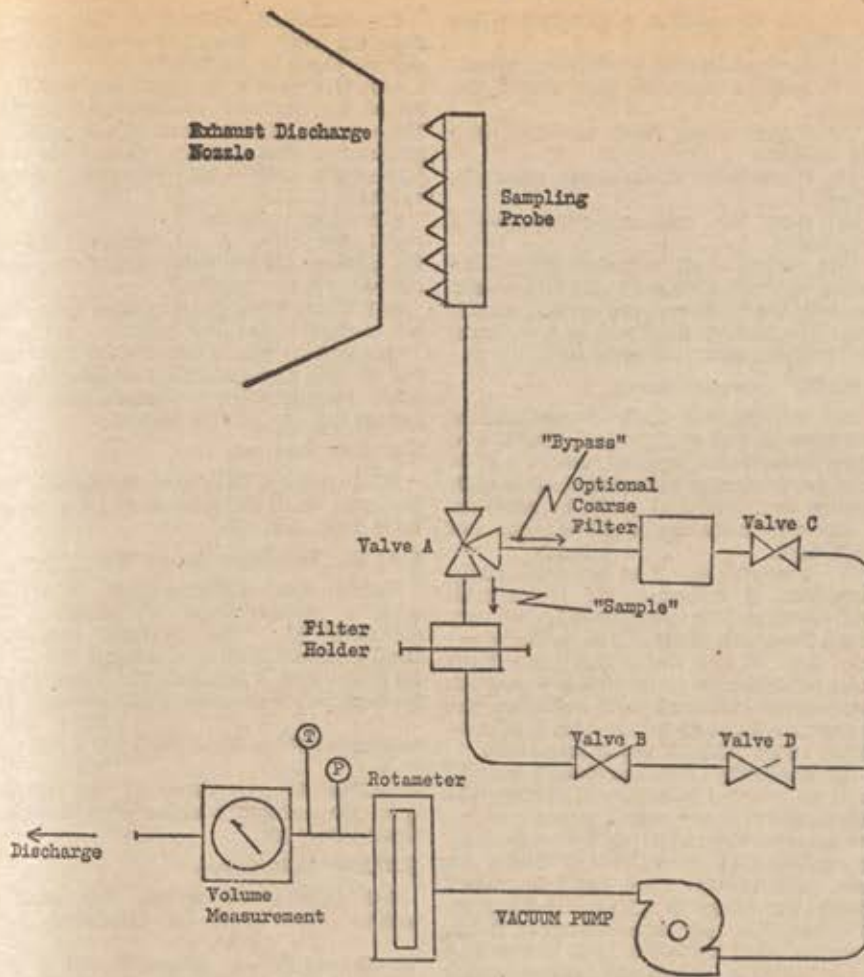 Exhaust Discharge
Nozzle
Sampling
Probe
"Bypass"
Optional
Coarse
Filter
Valve C
Valve A
"Sample"
Filter
Holder
Valve B
Valve D
T
P
Rotameter
Discharge
Volume
Measurement
VACUUM PUMP